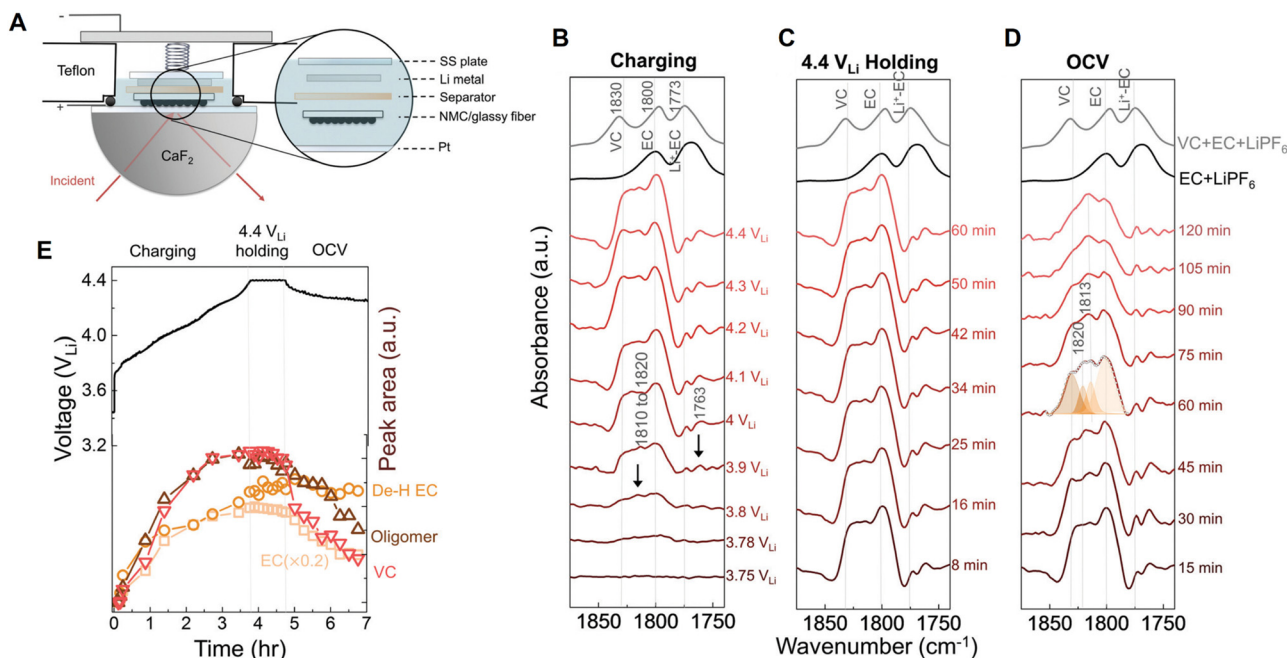 A
-
Teflon
+
CaF2
Incident
SS plate
Li metal
Separator
NMC/glassy fiber
Pt
B
Charging
VC 1830
EC 1800
Li+-EC 1773
4.4 VLi
4.3 VLi
4.2 VLi
4.1 VLi
4 VLi
1810 to 1820
1763
3.9 VLi
3.8 VLi
3.78 VLi
3.75 VLi
Absorbance (a.u.)
1850 1800 1750
C
4.4 VLi Holding
VC
EC
Li+-EC
60 min
50 min
42 min
34 min
25 min
16 min
8 min
1850 1800 1750
Wavenumber (cm-1)
D
OCV
VC
EC
Li+-EC
VC+EC+LiPF6
EC+LiPF6
120 min
105 min
90 min
1820
1813
75 min
60 min
45 min
30 min
15 min
1850 1800 1750
E
Charging
4.4 VLi
holding
OCV
4.4
4.0
3.6
3.2
Voltage (VLi)
Peak area (a.u.)
De-H EC
Oligomer
EC(×0.2)
VC
0 1 2 3 4 5 6 7
Time (hr)